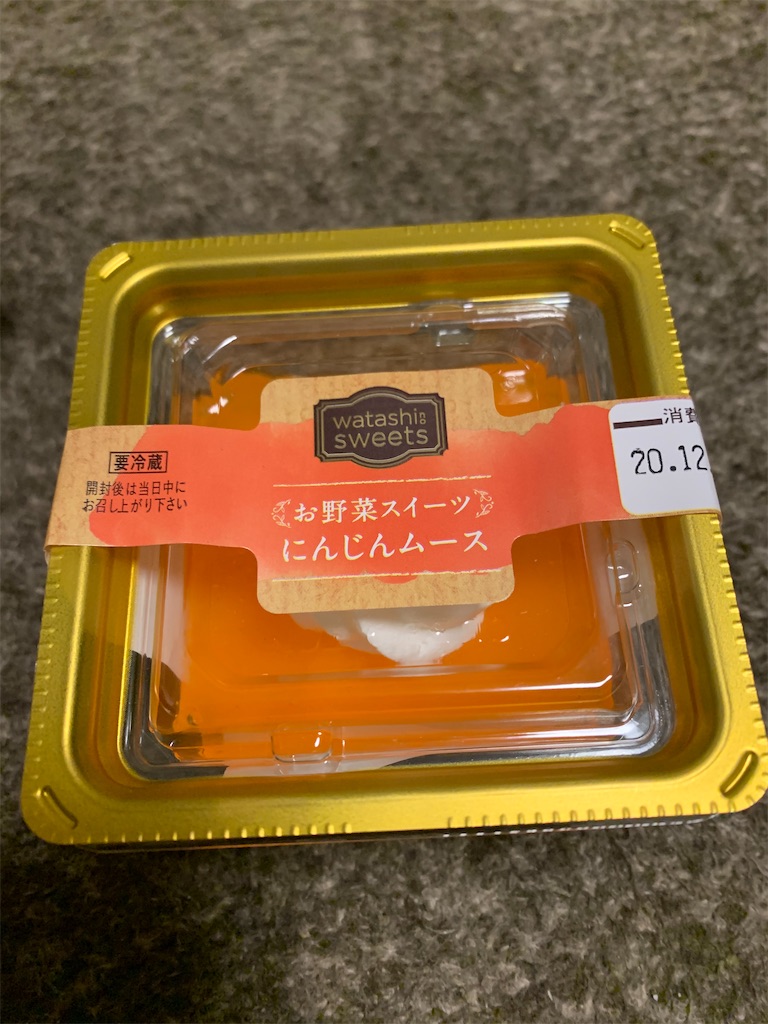 watashi no
sweets
お野菜スイーツ
にんじんムース
要冷蔵
開封後は当日中に
お召し上がり下さい
消費
20.12